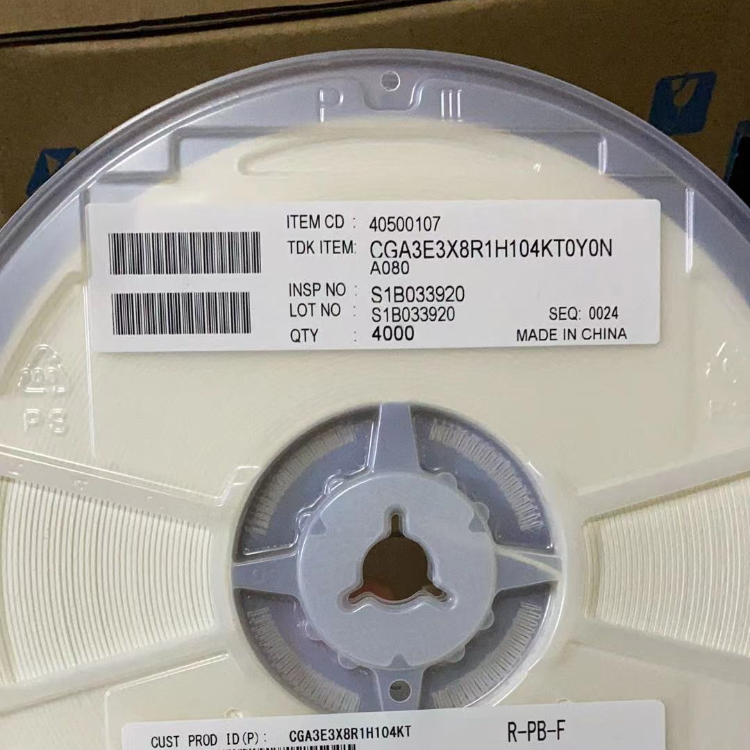 P
ITEM CD : 40500107
TDK ITEM: CGA3E3X8R1H104KT0Y0N
A080
INSP NO : S1B033920
LOT NO : S1B033920
SEQ: 0024
QTY : 4000
MADE IN CHINA
PS
CUST PROD ID(P): CGA3E3X8R1H104KT
R-PB-F